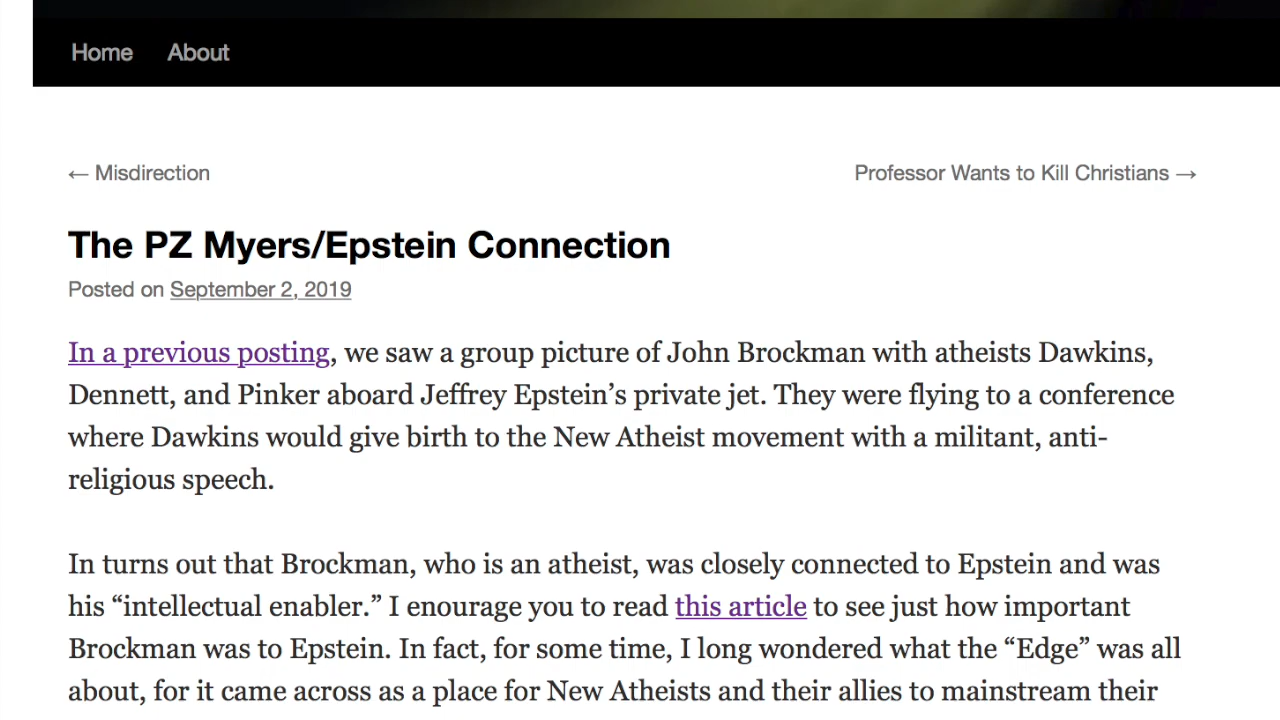 Home About
← Misdirection
Professor Wants to Kill Christians →
The PZ Myers/Epstein Connection
Posted on September 2, 2019
In a previous posting, we saw a group picture of John Brockman with atheists Dawkins,
Dennett, and Pinker aboard Jeffrey Epstein’s private jet. They were flying to a conference
where Dawkins would give birth to the New Atheist movement with a militant, anti-
religious speech.
In turns out that Brockman, who is an atheist, was closely connected to Epstein and was
his “intellectual enabler.” I enourage you to read this article to see just how important
Brockman was to Epstein. In fact, for some time, I long wondered what the “Edge” was all
about, for it came across as a place for New Atheists and their allies to mainstream their